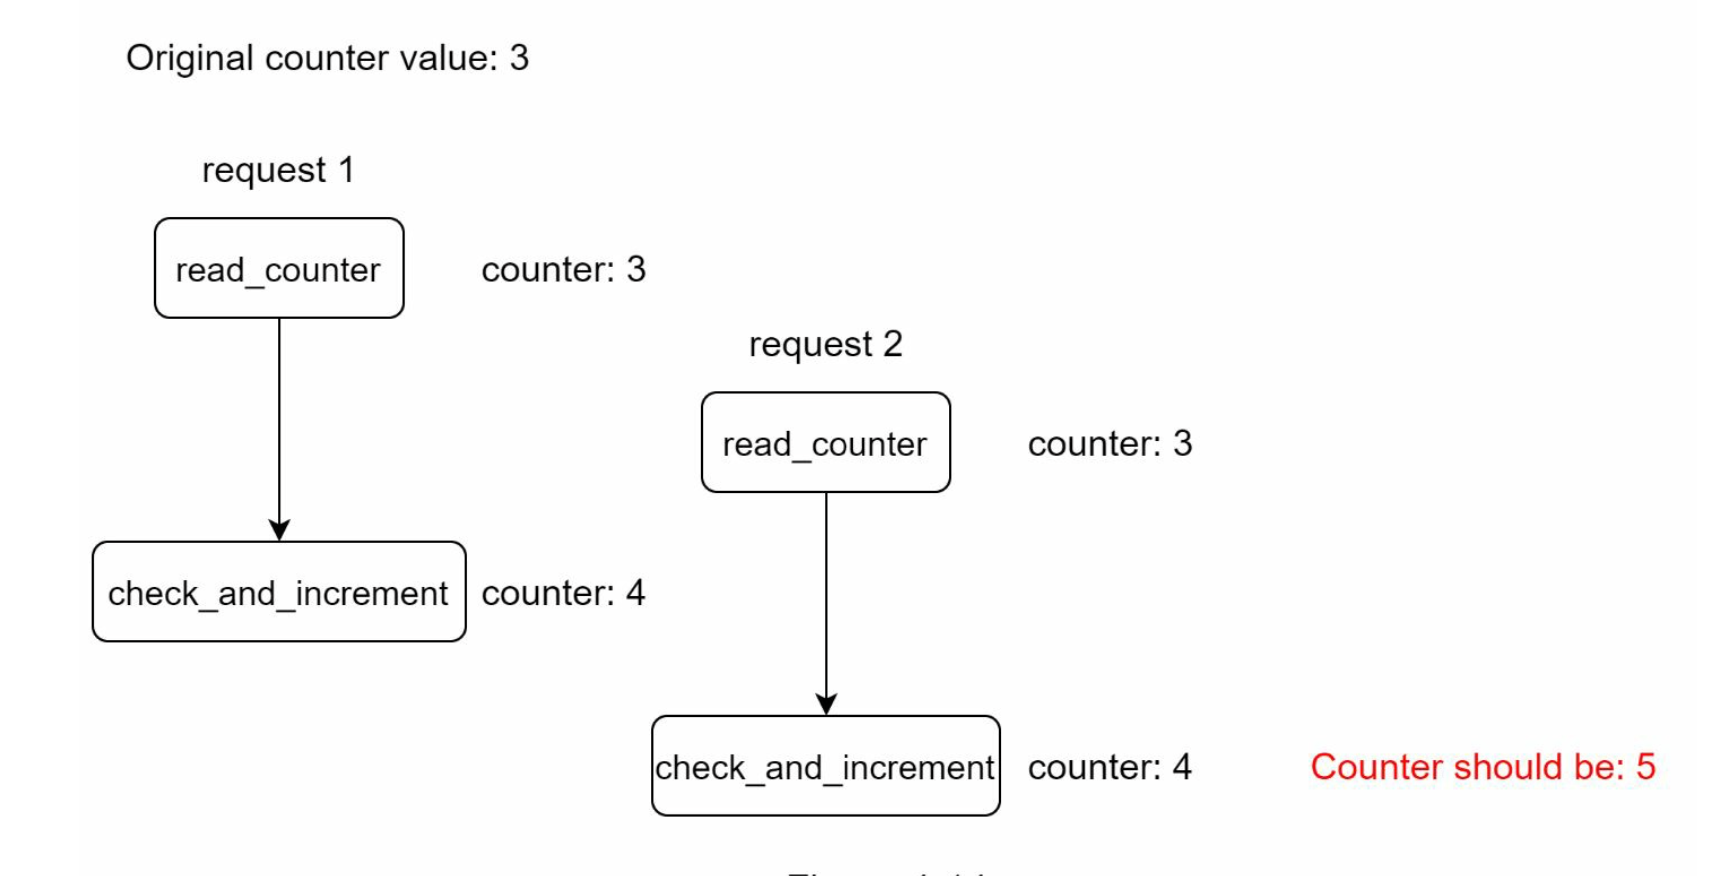 Original counter value: 3
request 1
read_counter
counter: 3
request 2
read_counter
counter: 3
check_and_increment
counter: 4
check_and_increment
counter: 4
Counter should be: 5